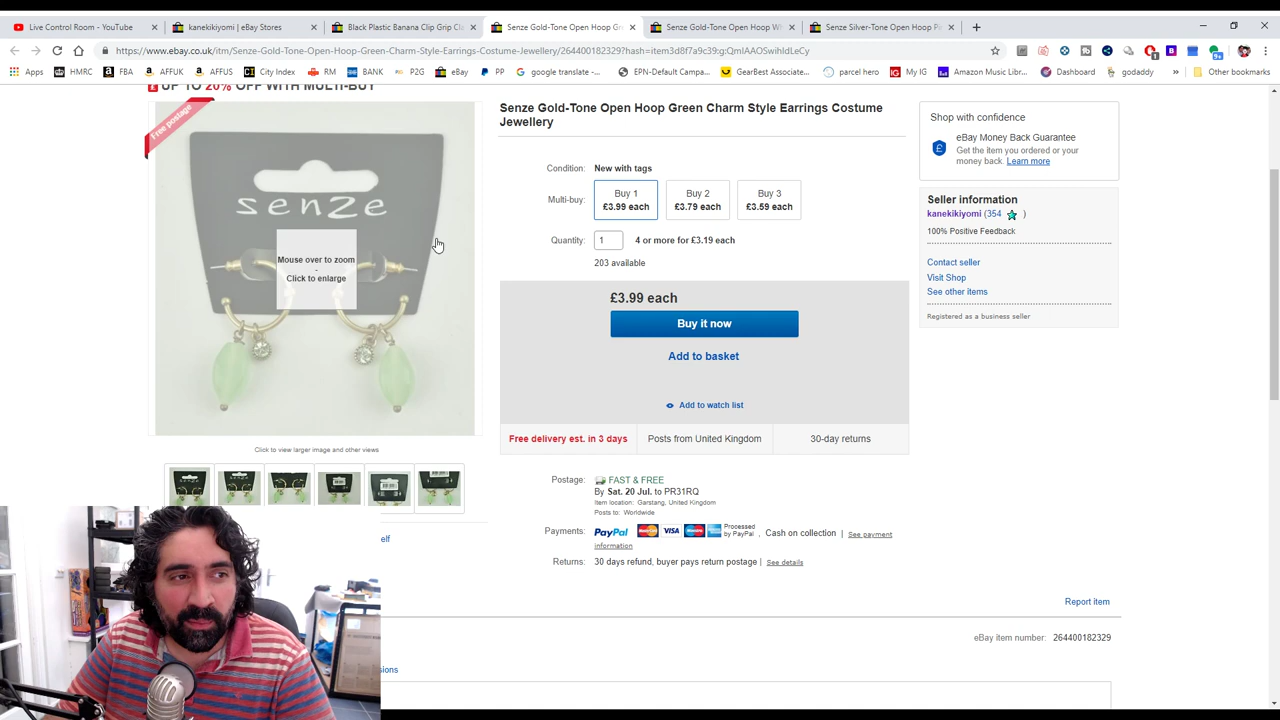 Live Control Room - YouTube
kanekikiyomi | eBay Stores
Black Plastic Banana Clip Grip Cl
Senze Gold-Tone Open Hoop Gre
Senze Gold-Tone Open Hoop W
Senze Silver-Tone Open Hoop Pi
https://www.ebay.co.uk/itm/Senze-Gold-Tone-Open-Hoop-Green-Charm-Style-Earrings-Costume-Jewellery/264400182329?hash=item3d8f7a9c39:g:QmIAAOSwihIdLeCy
Apps HMRC FBA AFFUK AFFUS City Index RM BANK P2G eBay PP google translate -... EPN-Default Campa... GearBest Associate... parcel hero My IG Amazon Music Libr... Dashboard godaddy » Other bookmarks
UP TO 20% OFF WITH MULTI-BUY
Free postage
senze
Mouse over to zoom
-
Click to enlarge
Click to view larger image and other views
elf
Senze Gold-Tone Open Hoop Green Charm Style Earrings Costume
Jewellery
Condition: New with tags
Multi-buy: Buy 1 £3.99 each Buy 2 £3.79 each Buy 3 £3.59 each
Quantity: 1 4 or more for £3.19 each
203 available
£3.99 each
Buy it now
Add to basket
Add to watch list
Free delivery est. in 3 days Posts from United Kingdom 30-day returns
Postage: FAST & FREE
By Sat. 20 Jul. to PR31RQ
Item location: Garstang, United Kingdom
Posts to: Worldwide
Payments: PayPal VISA Processed by PayPal , Cash on collection | See payment
information
Returns: 30 days refund, buyer pays return postage | See details
Shop with confidence
eBay Money Back Guarantee
Get the item you ordered or your
money back. Learn more
Seller information
kanekikiyomi (354 )
100% Positive Feedback
Contact seller
Visit Shop
See other items
Registered as a business seller
Report item
eBay item number: 264400182329
sions